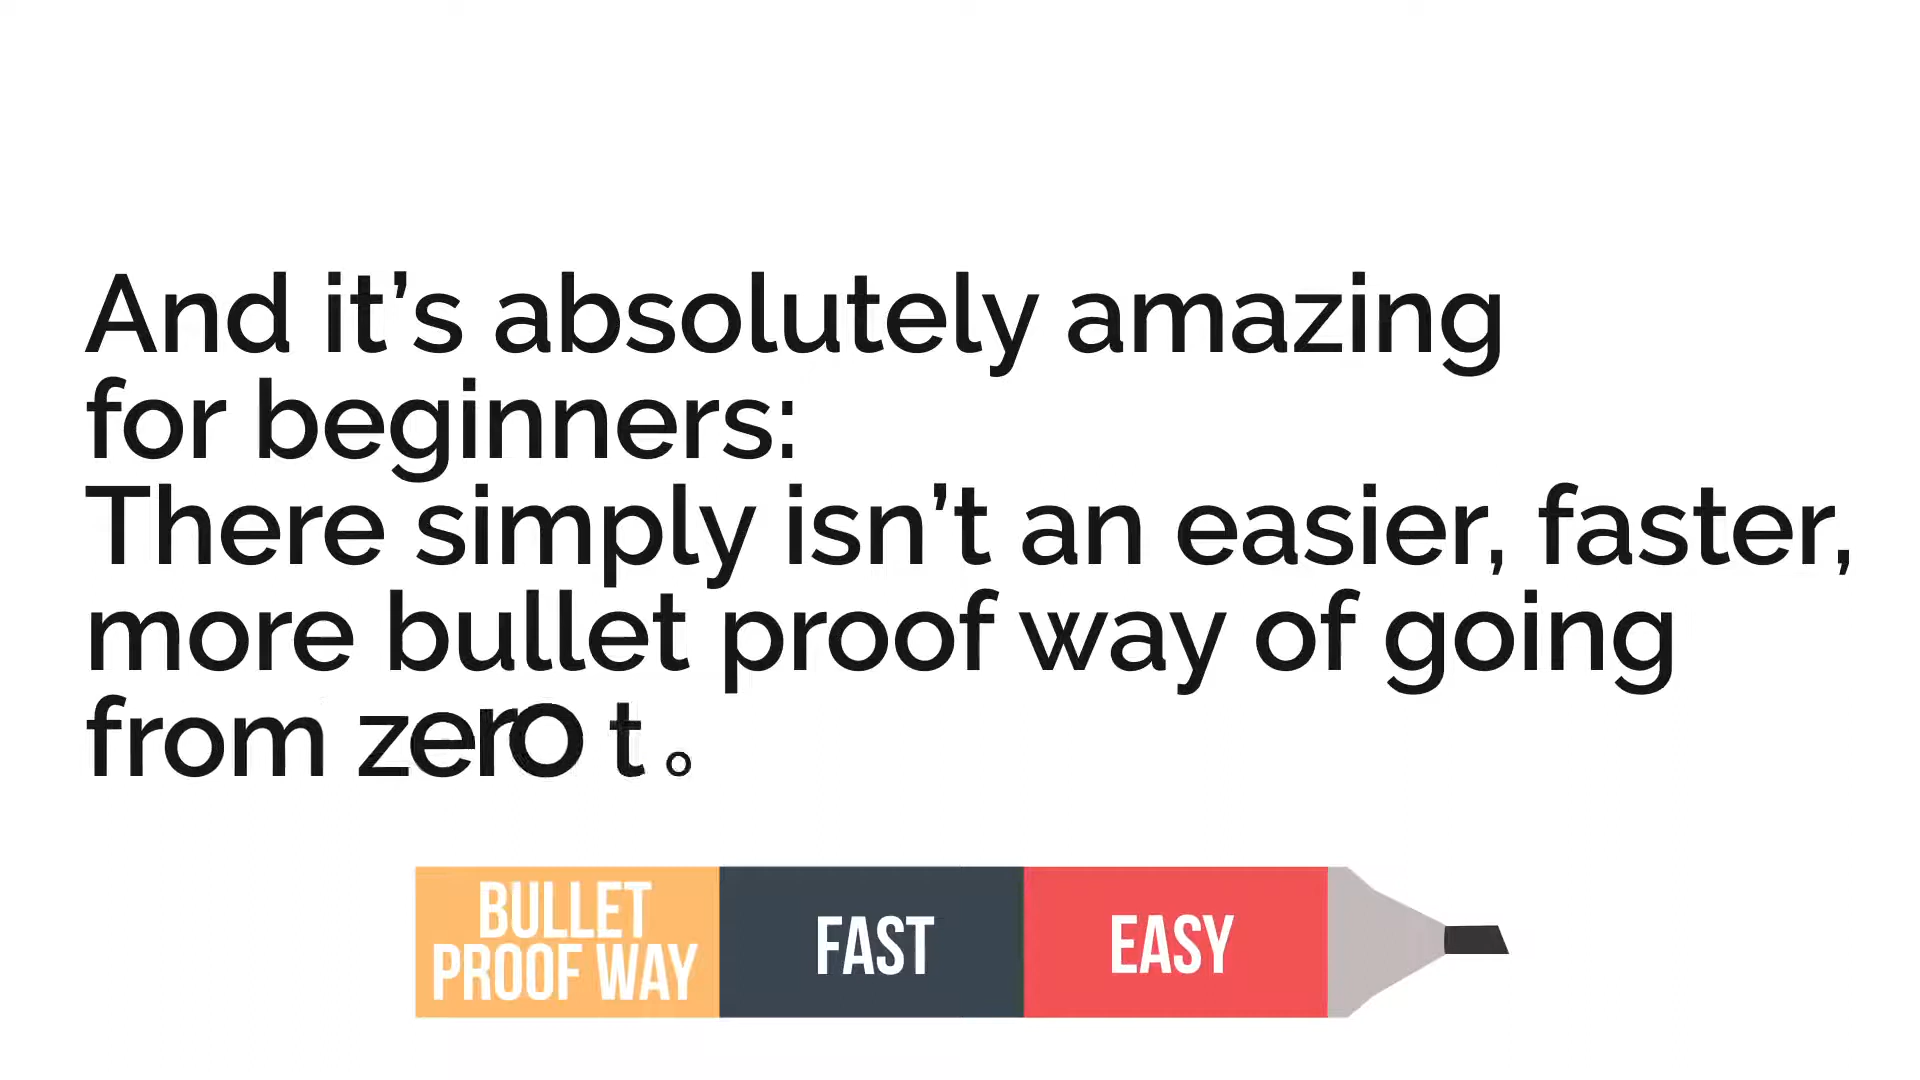 And it’s absolutely amazing
for beginners:
There simply isn’t an easier, faster,
more bullet proof way of going
from zero to
BULLET
PROOF WAY
FAST
EASY